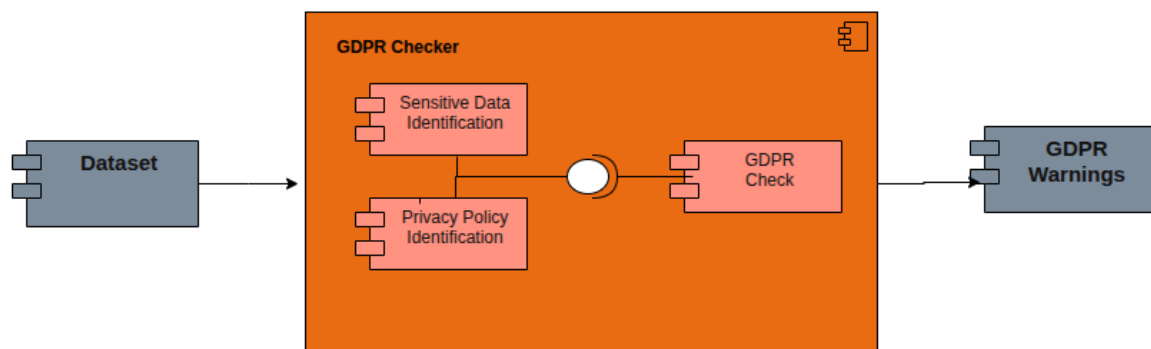 GDPR Checker
Sensitive Data
Identification
Dataset
GDPR
Check
GDPR
Warnings
Privacy Policy
Identification